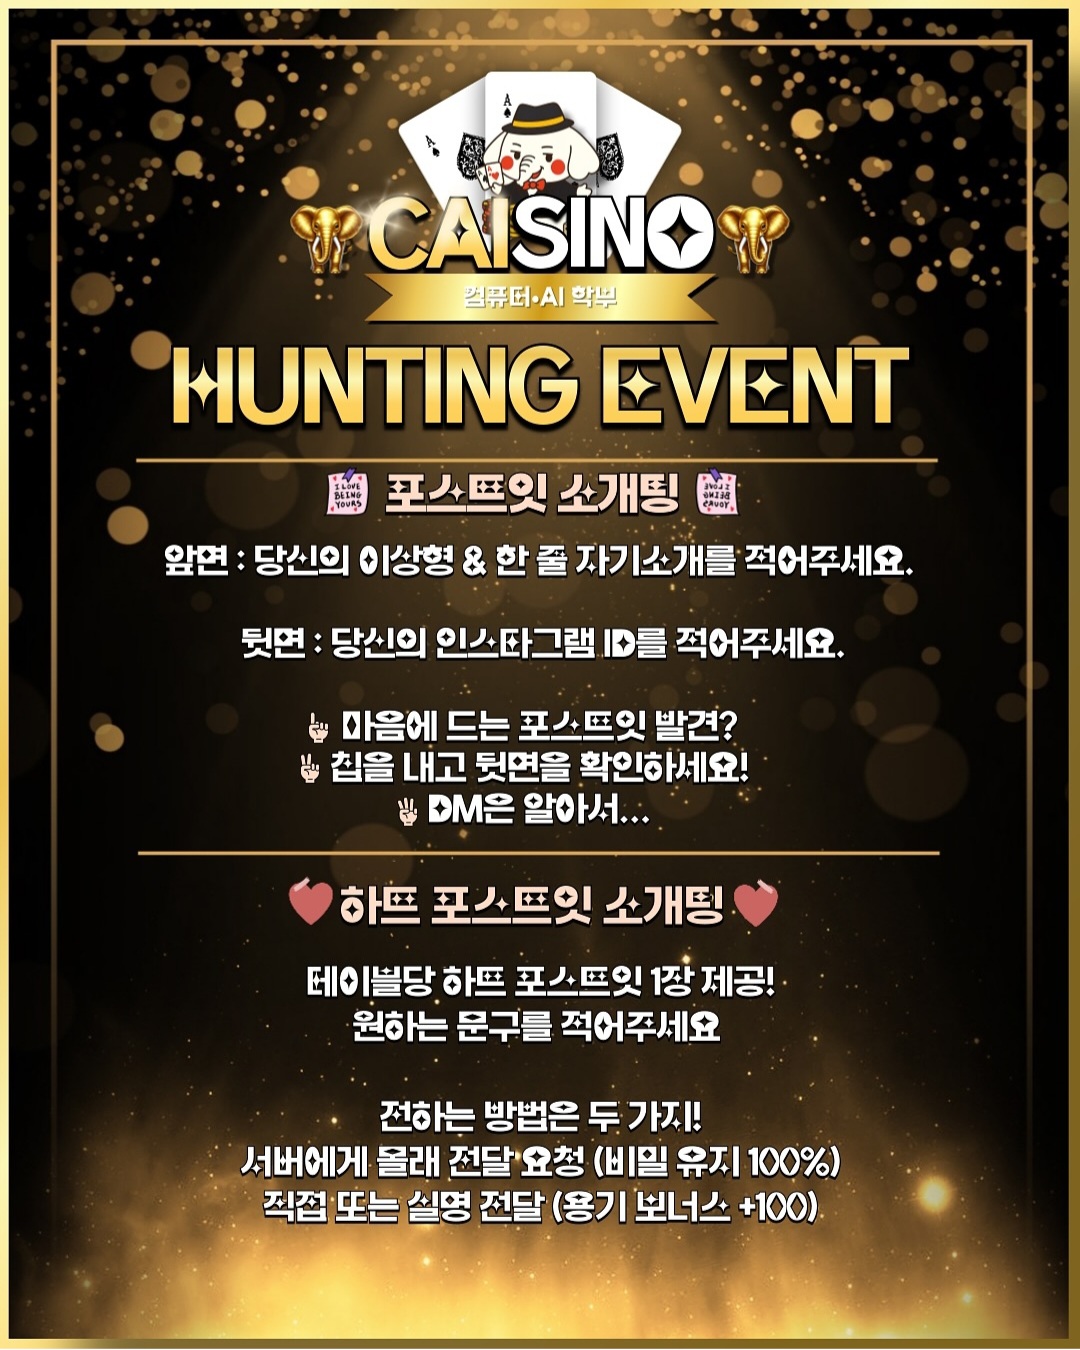 A
A
CAISINO
컴퓨터•AI 학부
HUNTING EVENT
I LOVE BEING YOURS
포스트잇 소개팅
I LOVE BEING YOURS
앞면 : 당신의 이상형 & 한 줄 자기소개를 적어주세요.
뒷면 : 당신의 인스타그램 ID를 적어주세요.
마음에 드는 포스트잇 발견?
칩을 내고 뒷면을 확인하세요!
DM은 알아서...
하트 포스트잇 소개팅
테이블당 하트 포스트잇 1장 제공!
원하는 문구를 적어주세요
전하는 방법은 두 가지!
서버에게 몰래 전달 요청 (비밀 유지 100%)
직접 또는 실명 전달 (용기 보너스 +100)